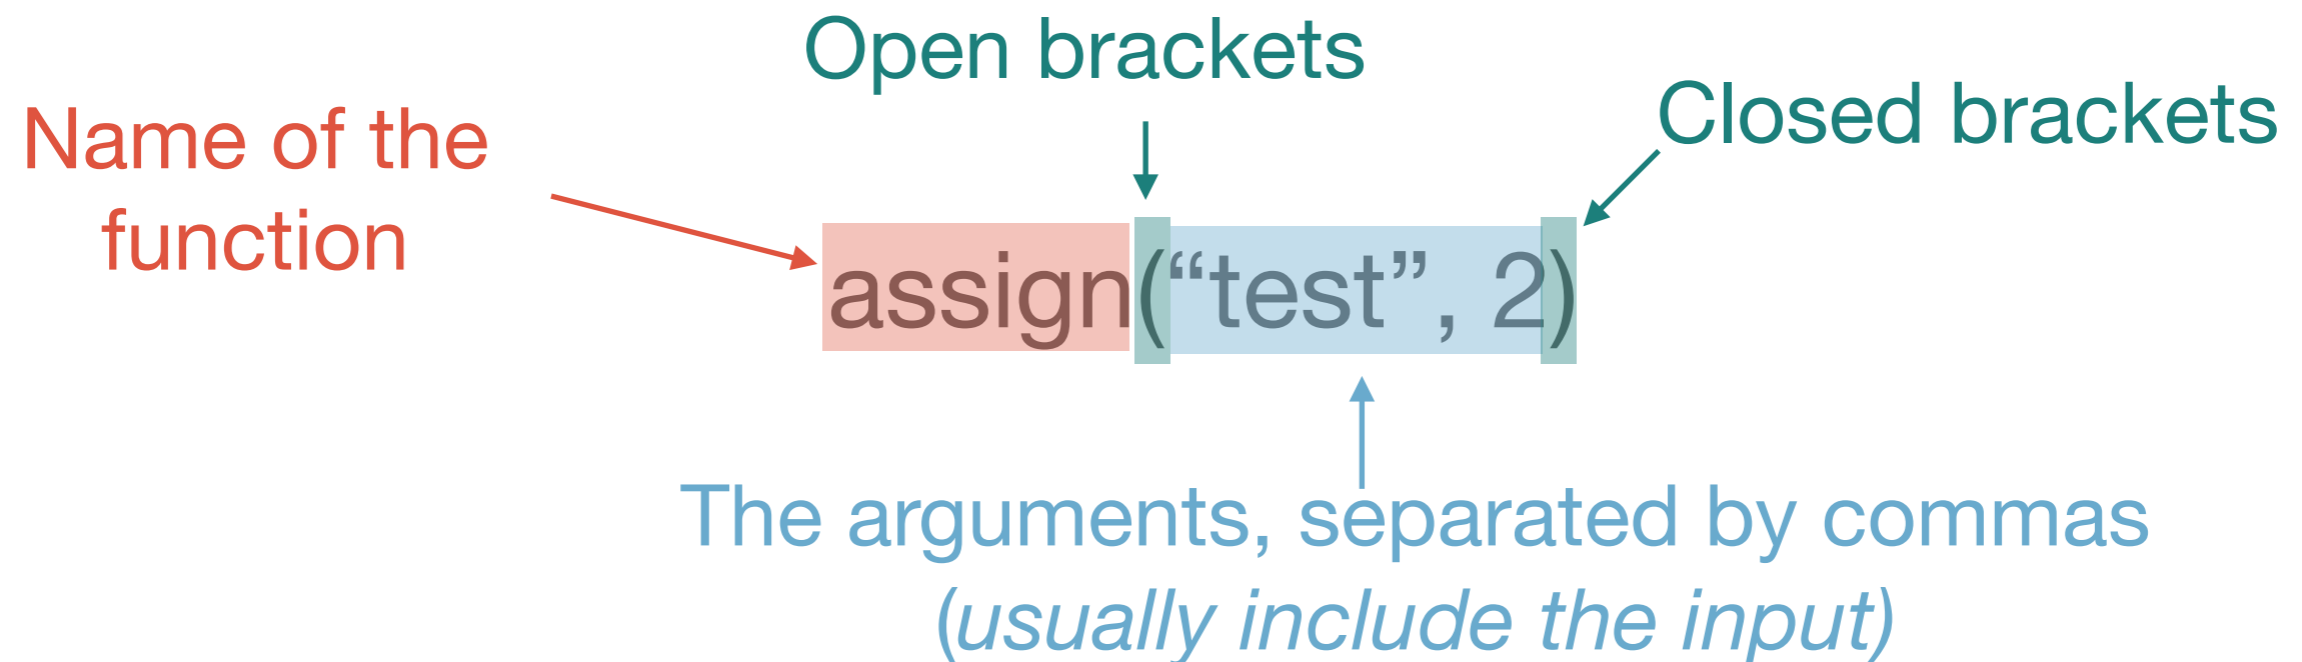 Open brackets
Closed brackets
Name of the
function
assign(“test”, 2)
The arguments, separated by commas
(usually include the input)